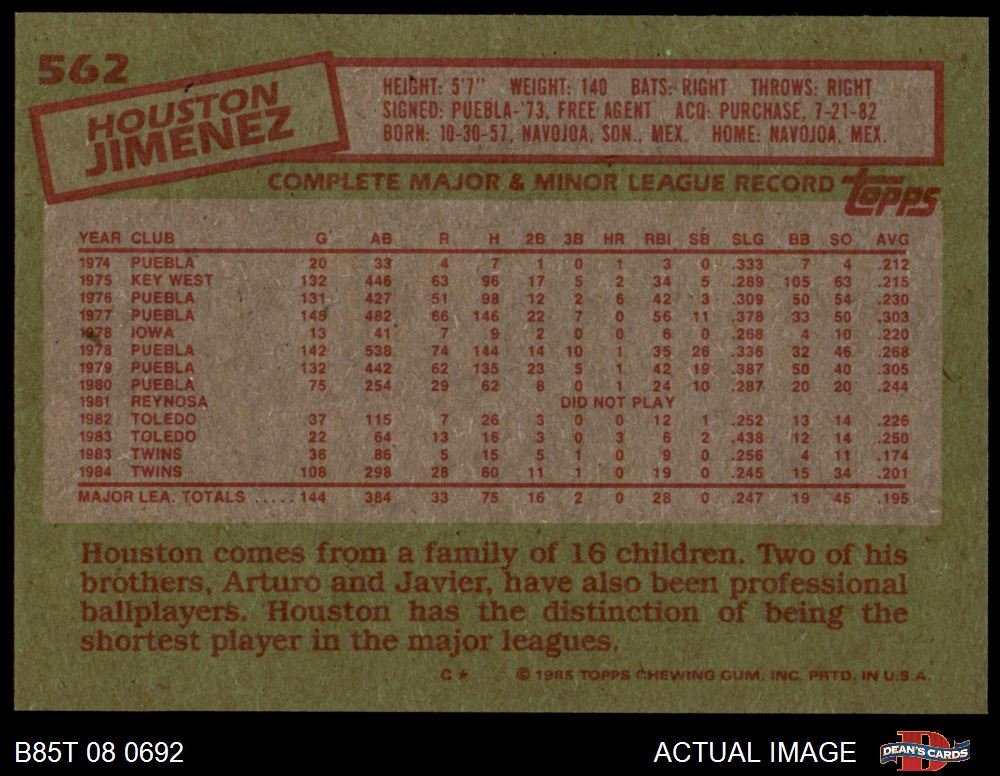 562
HOUSTON
JIMENEZ
HEIGHT: 5'7" WEIGHT: 140 BATS: RIGHT THROWS: RIGHT
SIGNED: PUEBLA-'73, FREE AGENT ACQ: PURCHASE, 7-21-82
BORN: 10-30-57, NAVOJOA, SON., MEX. HOME: NAVOJOA, MEX.
COMPLETE MAJOR & MINOR LEAGUE RECORD topps
YEAR CLUB G AB R H 2B 3B HR RBI SB SLG BB SO AVG
1974 PUEBLA 20 33 4 7 1 0 1 3 0 .333 7 4 .212
1975 KEY WEST 132 446 63 96 17 5 2 34 5 .289 105 63 .215
1976 PUEBLA 131 427 51 98 12 2 6 42 3 .309 50 54 .230
1977 PUEBLA 145 482 66 146 22 7 0 56 11 .378 33 50 .303
1978 IOWA 13 41 7 9 2 0 0 6 0 .268 4 10 .220
1978 PUEBLA 142 538 74 144 14 10 1 35 26 .336 32 46 .268
1979 PUEBLA 132 442 62 135 23 5 1 42 19 .387 50 40 .305
1980 PUEBLA 75 254 29 62 8 0 1 24 10 .287 20 20 .244
1981 REYNOSA DID NOT PLAY
1982 TOLEDO 37 115 7 26 3 0 0 12 1 .252 13 14 .226
1983 TOLEDO 22 64 13 16 3 0 3 6 2 .438 12 14 .250
1983 TWINS 36 86 5 15 5 1 0 9 0 .256 4 11 .174
1984 TWINS 108 298 28 60 11 1 0 19 0 .245 15 34 .201
MAJOR LEA. TOTALS ..... 144 384 33 75 16 2 0 28 0 .247 19 45 .195
Houston comes from a family of 16 children. Two of his
brothers, Arturo and Javier, have also been professional
ballplayers. Houston has the distinction of being the
shortest player in the major leagues.
C* © 1985 TOPPS CHEWING GUM, INC. PRTD. IN U.S.A.
B85T 08 0692 ACTUAL IMAGE DEAN'S CARDS